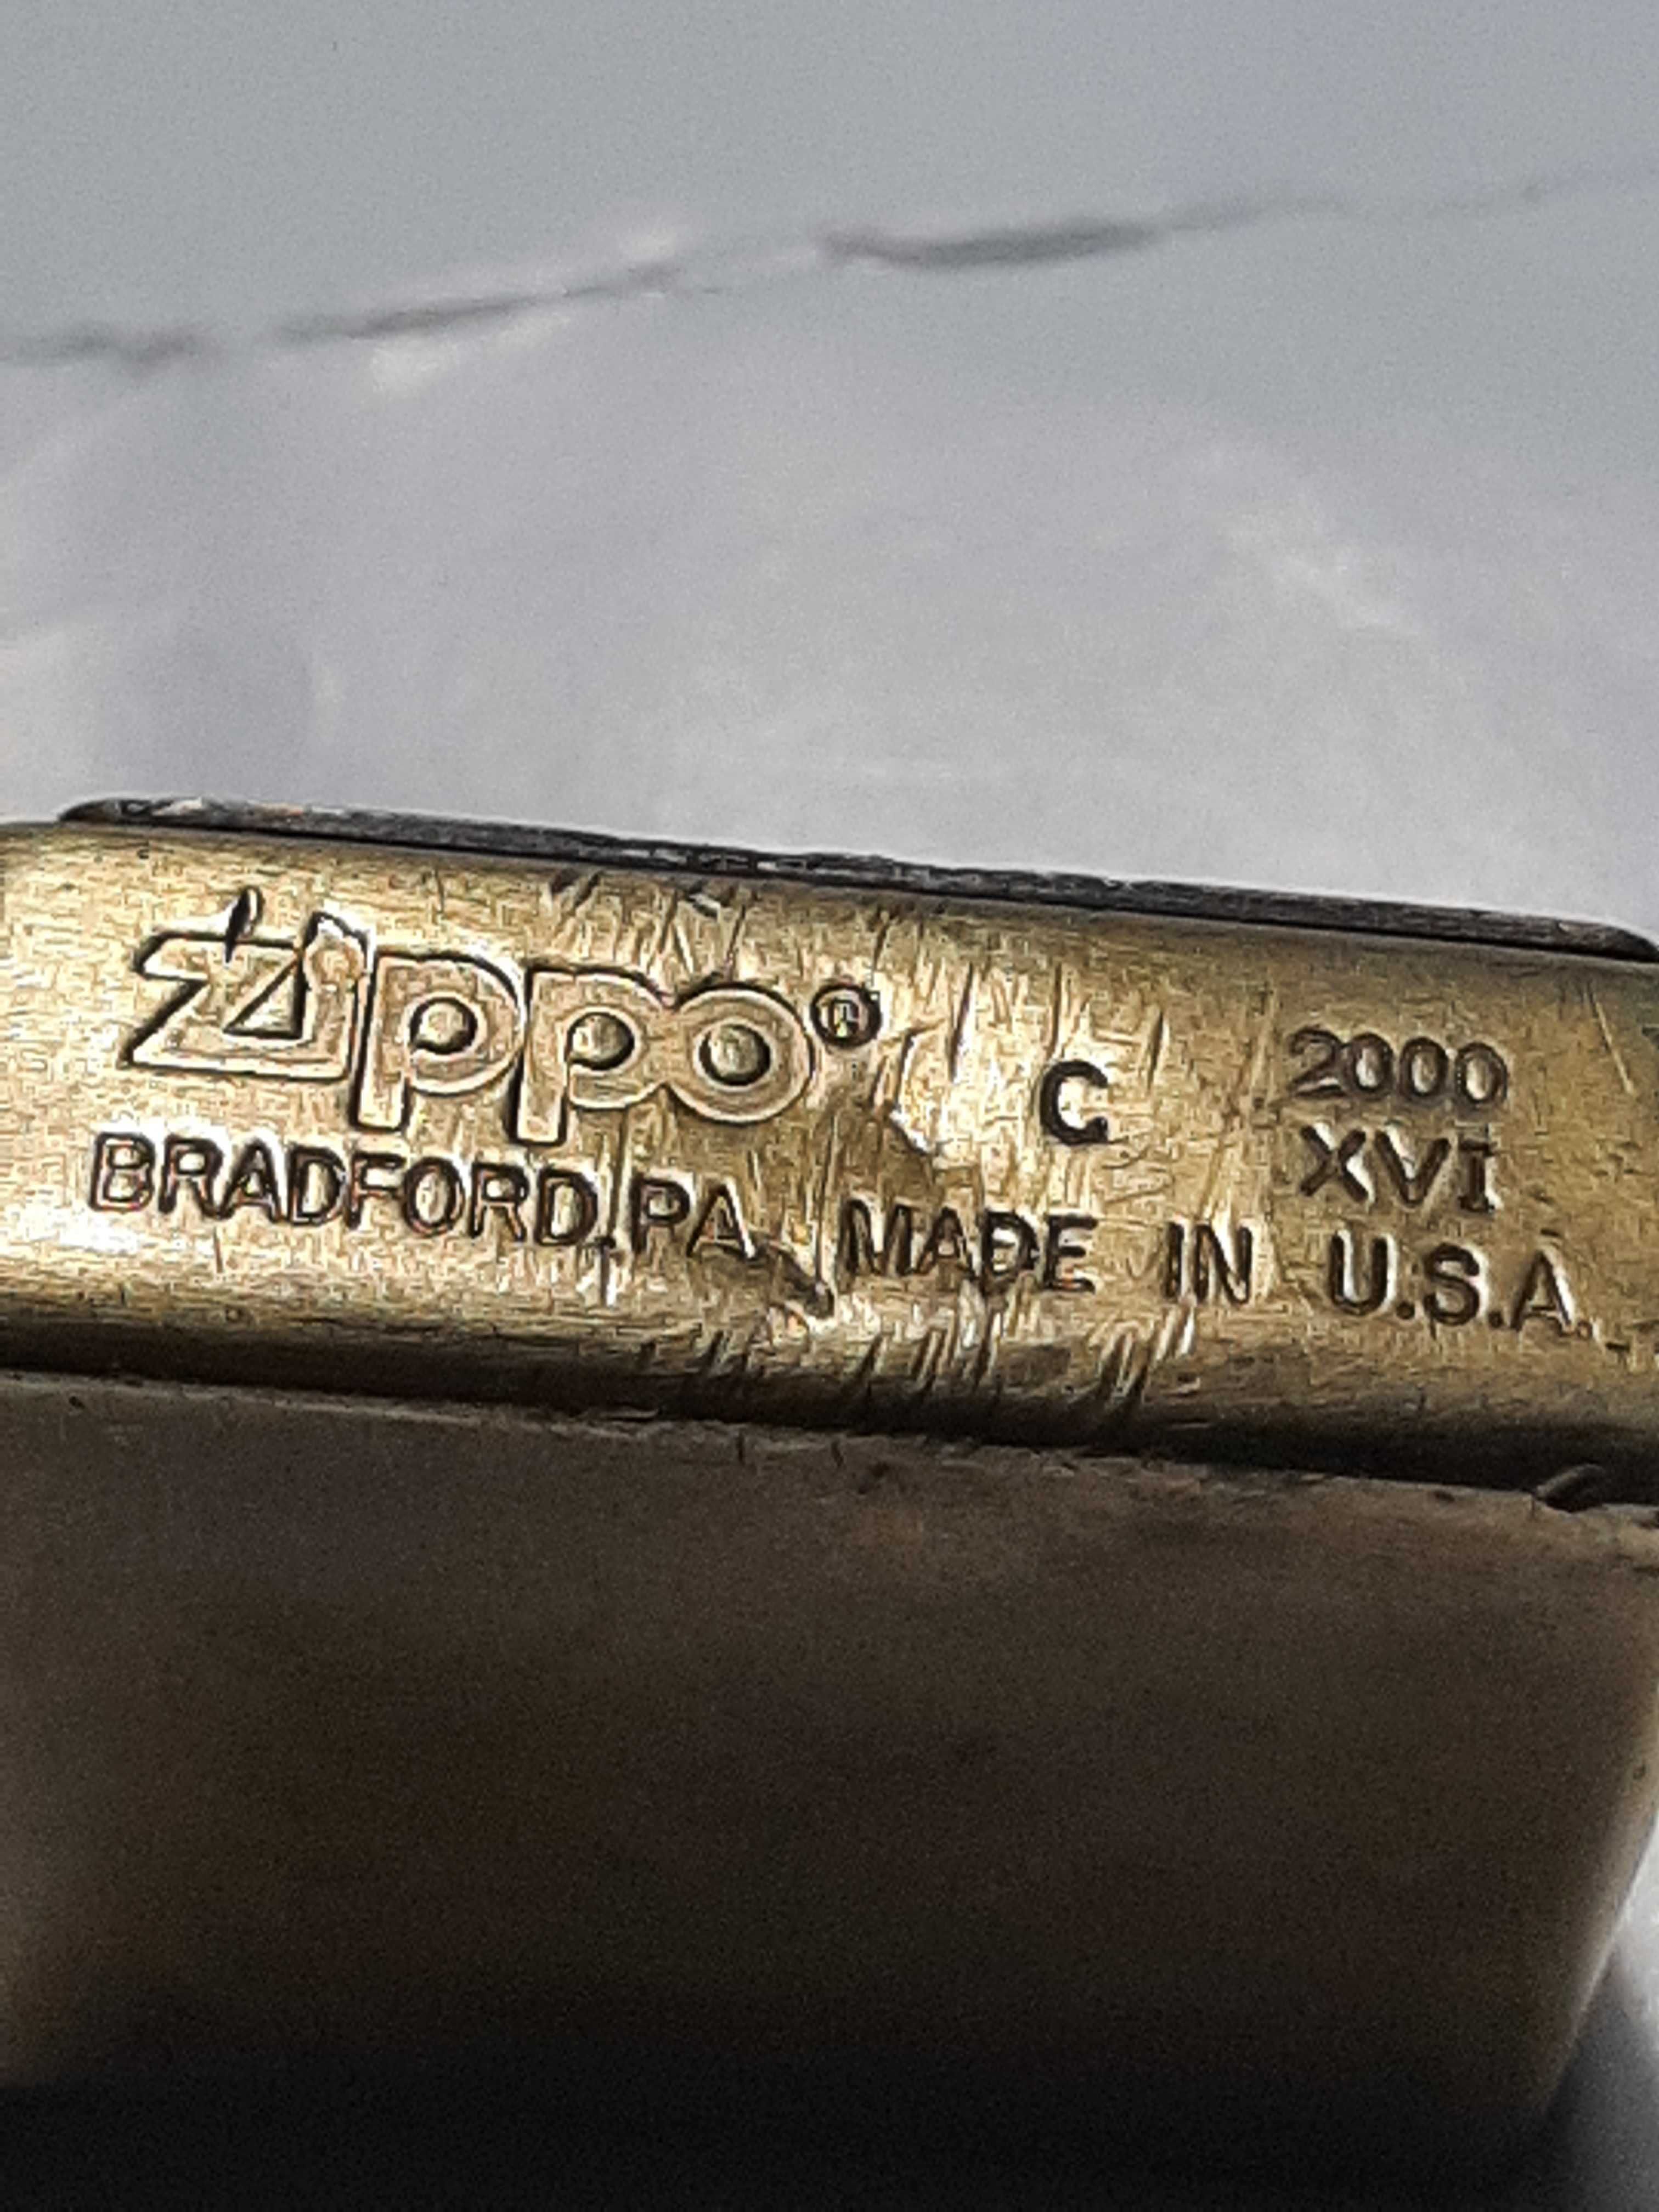 Zippo® C 2000
XVI
BRADFORD,PA. MADE IN U.S.A.